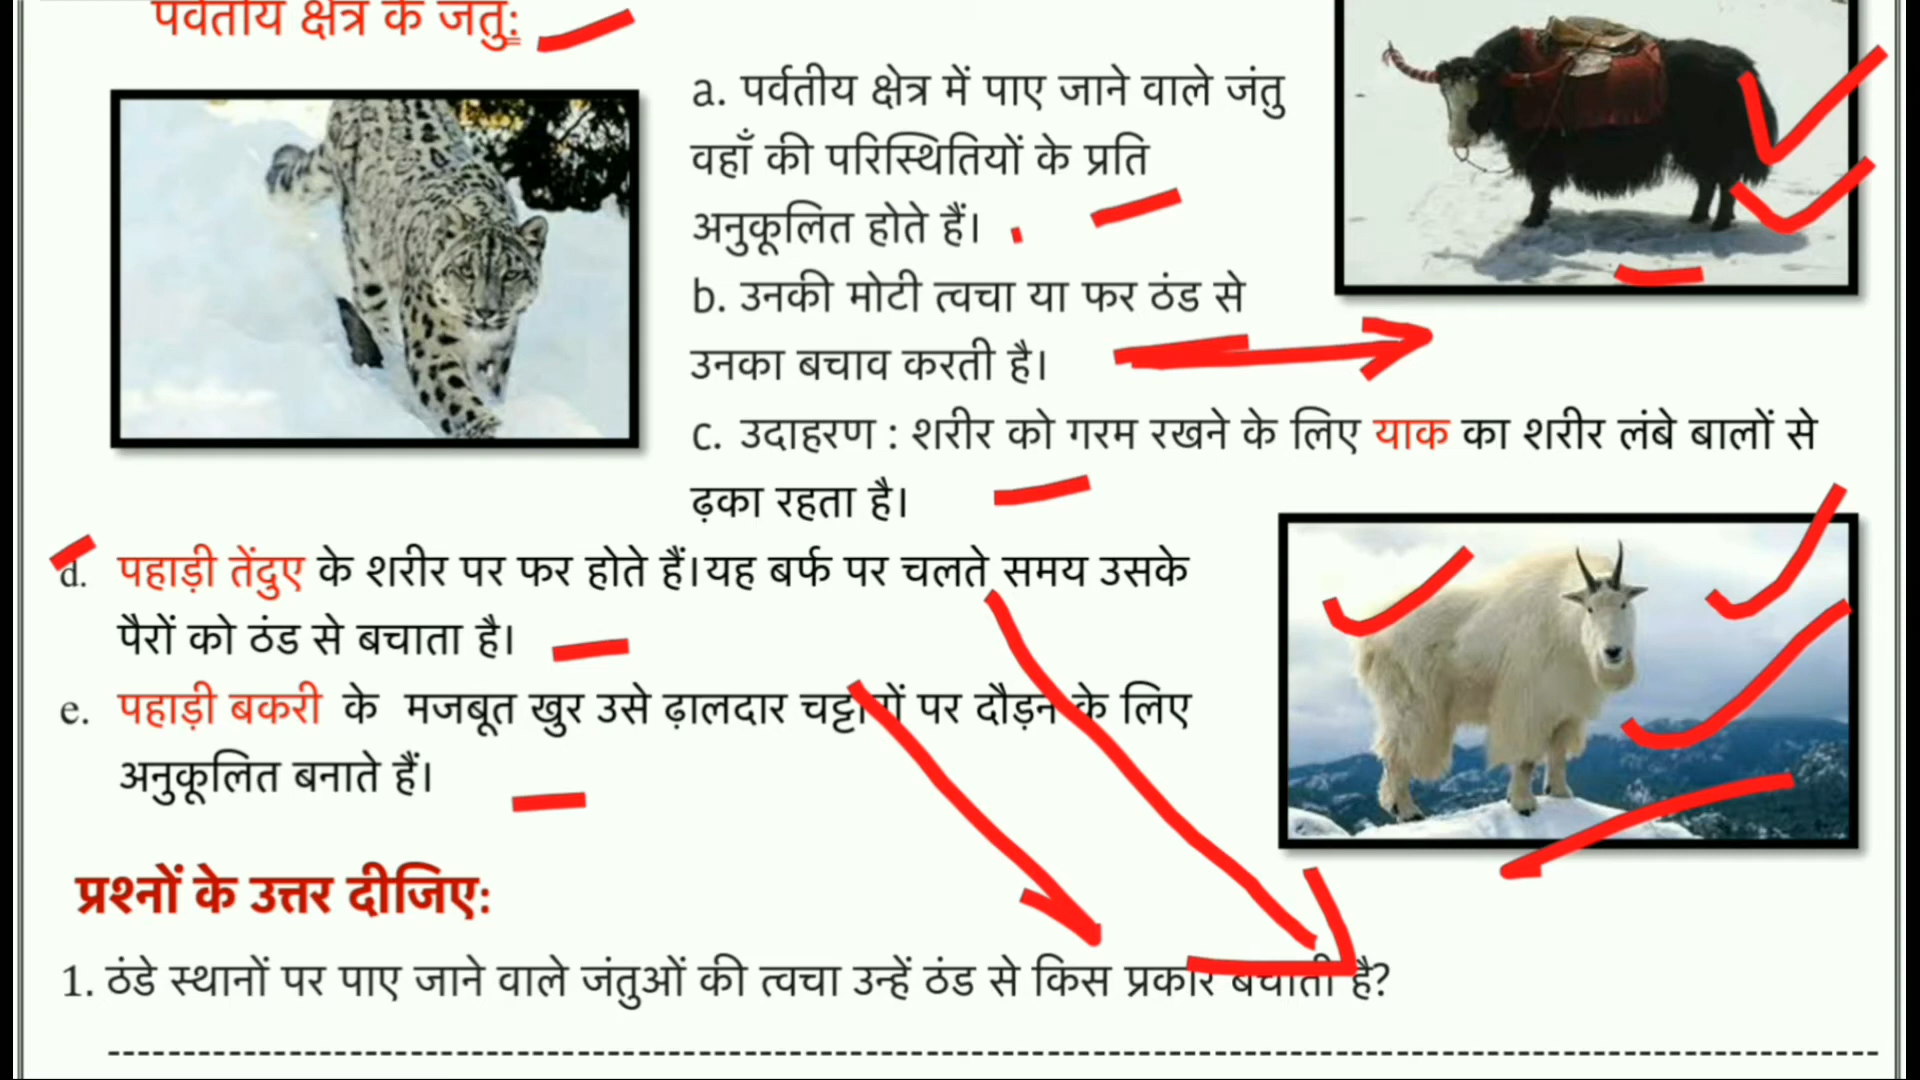 पर्वतीय क्षेत्र के जंतु:
a. पर्वतीय क्षेत्र में पाए जाने वाले जंतु
वहाँ की परिस्थितियों के प्रति
अनुकूलित होते हैं।
b. उनकी मोटी त्वचा या फर ठंड से
उनका बचाव करती है।
c. उदाहरण : शरीर को गरम रखने के लिए याक का शरीर लंबे बालों से
ढ़का रहता है।
d. पहाड़ी तेंदुए के शरीर पर फर होते हैं।यह बर्फ पर चलते समय उसके
पैरों को ठंड से बचाता है।
e. पहाड़ी बकरी के मजबूत खुर उसे ढ़ालदार चट्टानों पर दौड़ने के लिए
अनुकूलित बनाते हैं।
प्रश्नों के उत्तर दीजिए:
1. ठंडे स्थानों पर पाए जाने वाले जंतुओं की त्वचा उन्हें ठंड से किस प्रकार बचाती है?